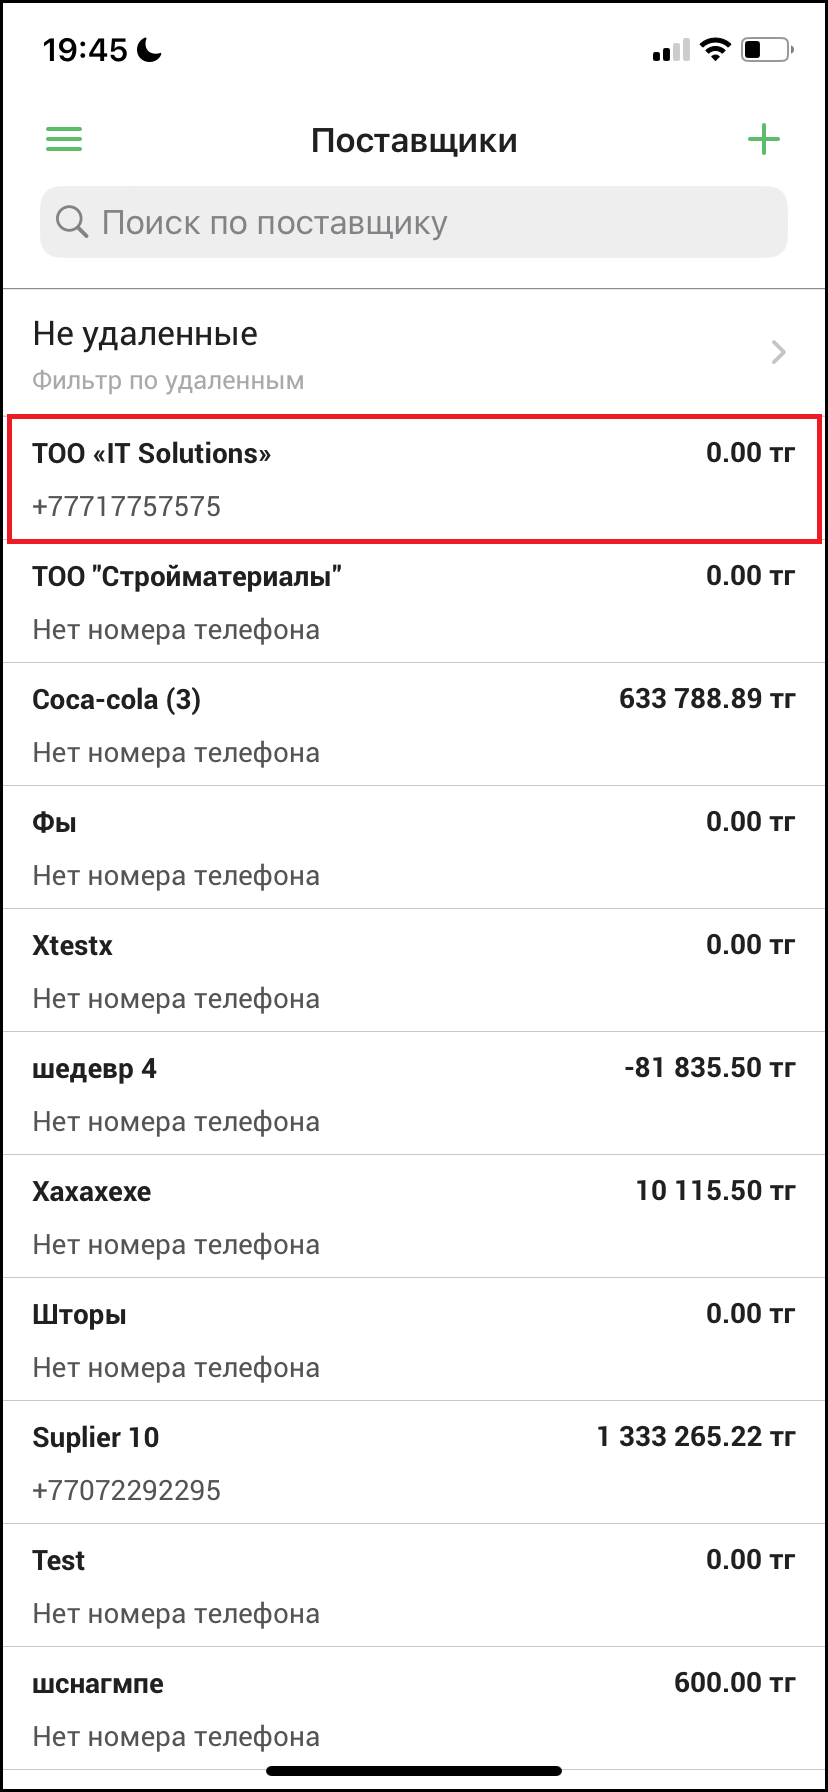 19:45
Поставщики
Поиск по поставщику
Не удаленные
Фильтр по удаленным
ТОО «IT Solutions» 0.00 тг
+77717757575
ТОО "Стройматериалы" 0.00 тг
Нет номера телефона
Coca-cola (3) 633 788.89 тг
Нет номера телефона
Фы 0.00 тг
Нет номера телефона
Xtestx 0.00 тг
Нет номера телефона
шедевр 4 -81 835.50 тг
Нет номера телефона
Хахахехе 10 115.50 тг
Нет номера телефона
Шторы 0.00 тг
Нет номера телефона
Suplier 10 1 333 265.22 тг
+77072292295
Test 0.00 тг
Нет номера телефона
шснагмпе 600.00 тг
Нет номера телефона